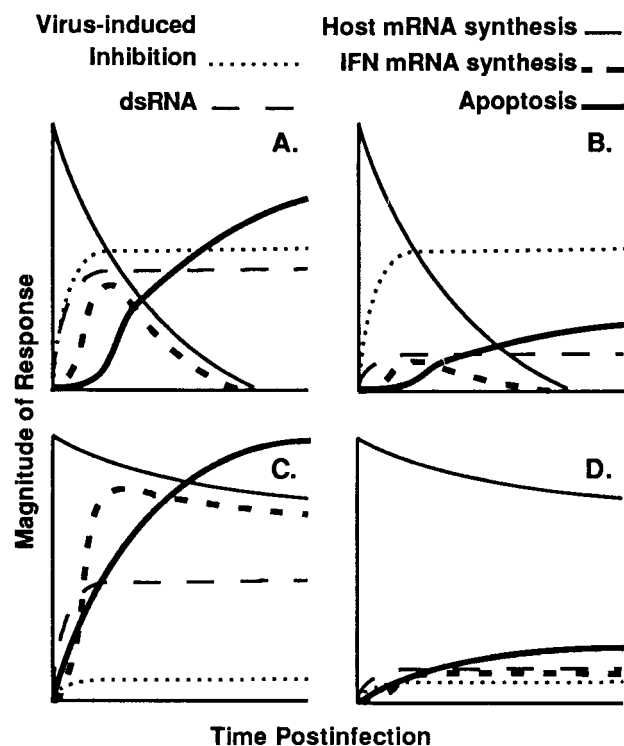 Virus-induced
Inhibition
dsRNA
Host mRNA synthesis
IFN mRNA synthesis
Apoptosis
A.
B.
C.
D.
Magnitude of Response
Time Postinfection